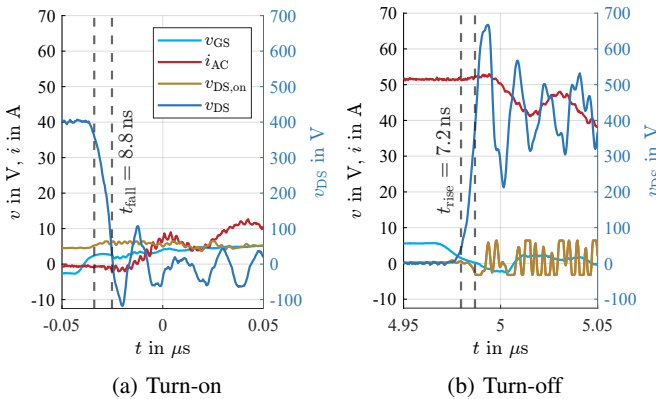 70
60
50
40
30
20
10
0
-10
v in V, i in A
v_GS
i_AC
v_DS,on
v_DS
t_fall = 8.8 ns
700
600
500
400
300
200
100
0
-100
v_DS in V
-0.05 0 0.05
t in μs
(a) Turn-on
70
60
50
40
30
20
10
0
-10
v in V, i in A
t_rise = 7.2 ns
700
600
500
400
300
200
100
0
-100
v_DS in V
4.95 5 5.05
t in μs
(b) Turn-off